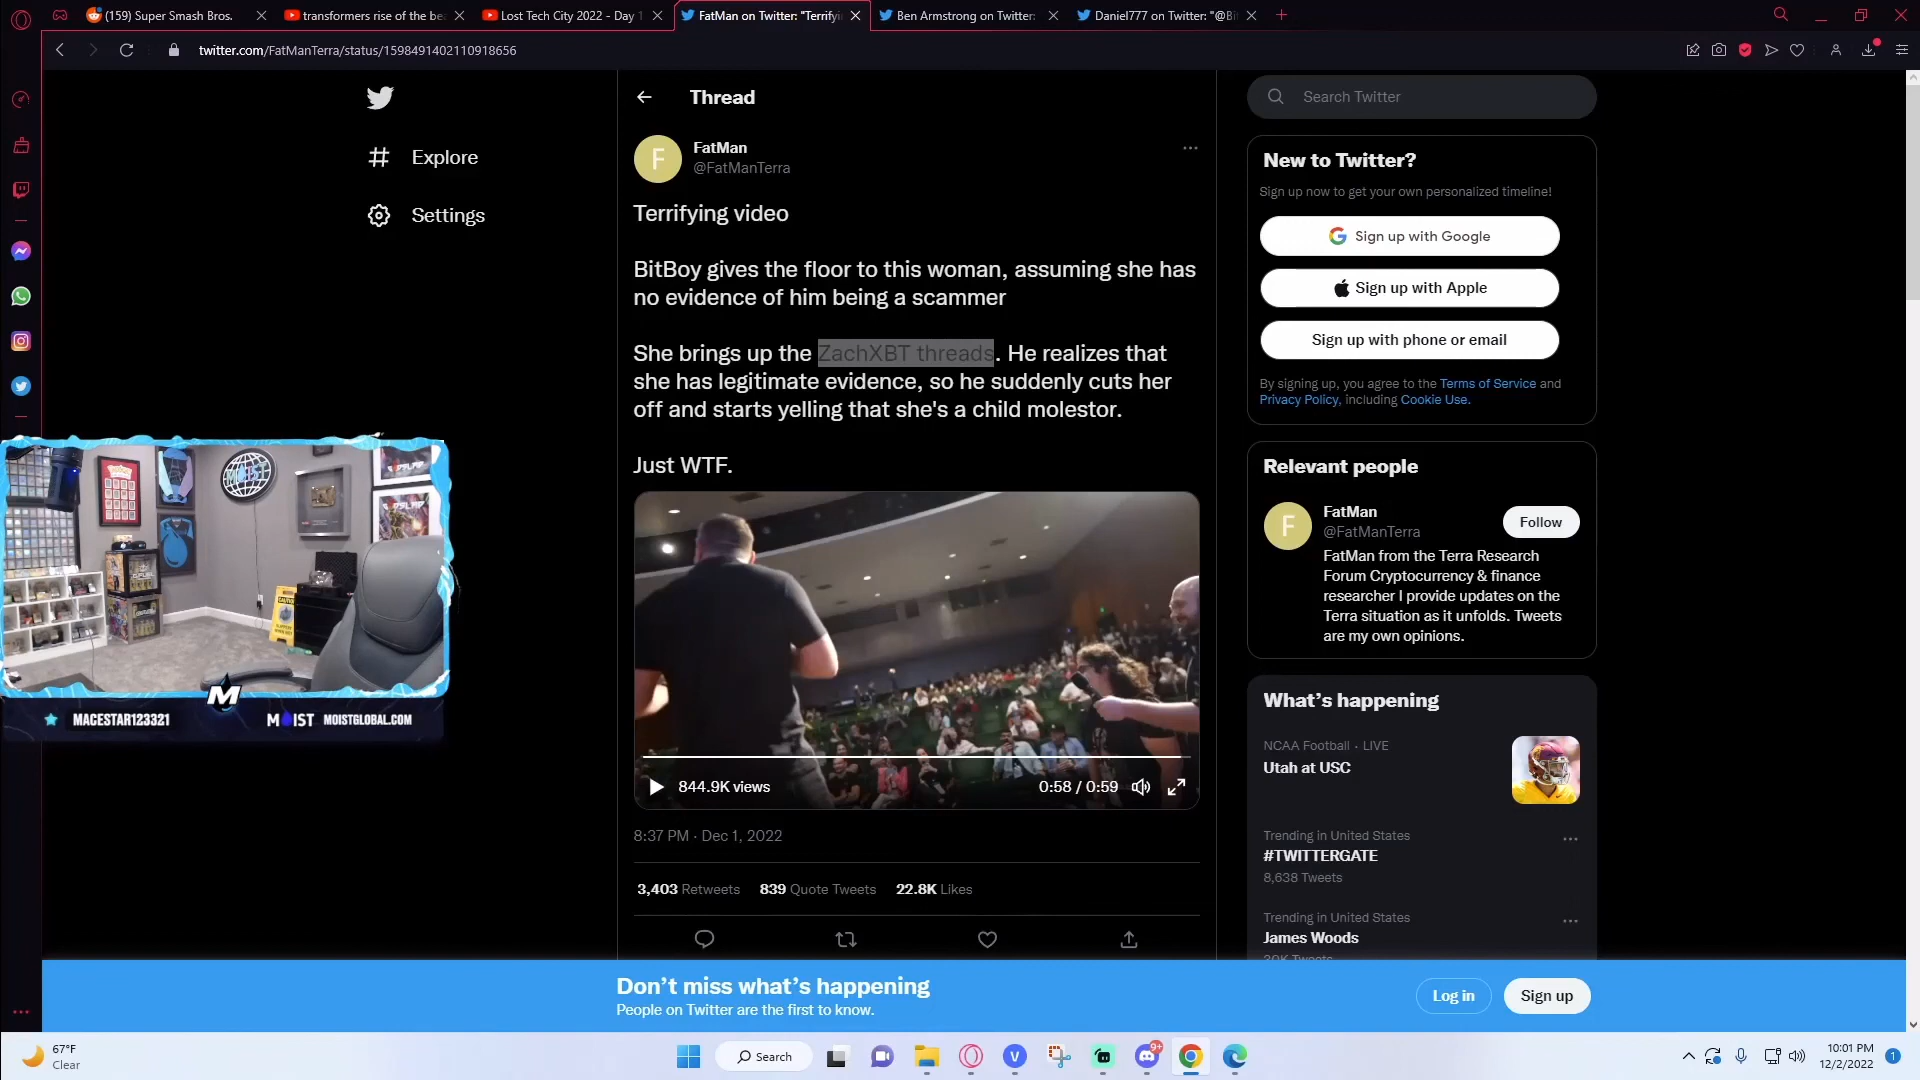 (159) Super Smash Bros.
transformers rise of the be
Lost Tech City 2022 - Day 1
FatMan on Twitter: "Terrifyi
Ben Armstrong on Twitter:
Daniel777 on Twitter: "@Bi
twitter.com/FatManTerra/status/1598491402110918656
Explore
Settings
Thread
FatMan
@FatManTerra
Terrifying video
BitBoy gives the floor to this woman, assuming she has
no evidence of him being a scammer
She brings up the ZachXBT threads. He realizes that
she has legitimate evidence, so he suddenly cuts her
off and starts yelling that she's a child molestor.
Just WTF.
844.9K views
0:58 / 0:59
8:37 PM · Dec 1, 2022
3,403 Retweets 839 Quote Tweets 22.8K Likes
Search Twitter
New to Twitter?
Sign up now to get your own personalized timeline!
Sign up with Google
Sign up with Apple
Sign up with phone or email
By signing up, you agree to the Terms of Service and
Privacy Policy, including Cookie Use.
Relevant people
FatMan
@FatManTerra
Follow
FatMan from the Terra Research
Forum Cryptocurrency & finance
researcher I provide updates on the
Terra situation as it unfolds. Tweets
are my own opinions.
What's happening
NCAA Football · LIVE
Utah at USC
Trending in United States
#TWITTERGATE
8,638 Tweets
Trending in United States
James Woods
30K Tweets
MOIST
M
MACESTAR123321
MOIST MOISTGLOBAL.COM
Don't miss what's happening
People on Twitter are the first to know.
Log in
Sign up
67°F
Clear
Search
9+
10:01 PM
12/2/2022
1